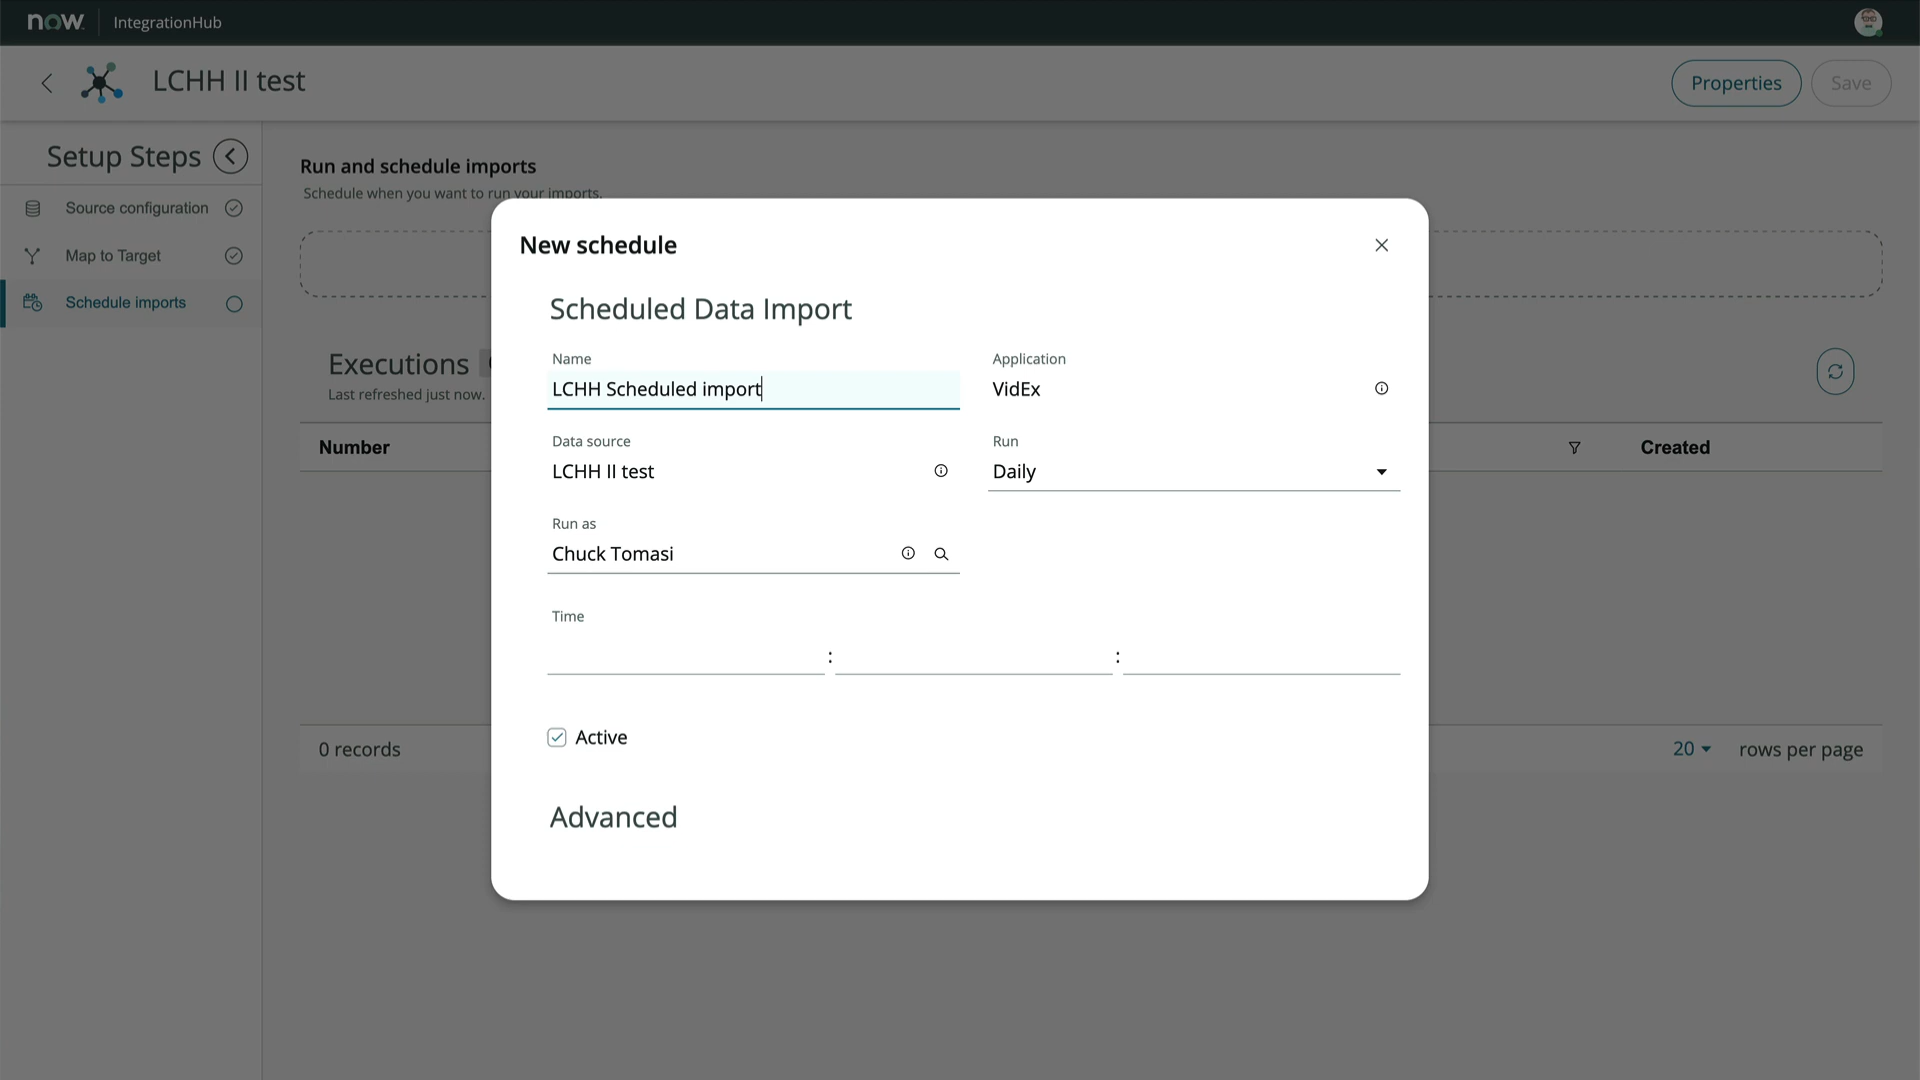 now IntegrationHub
LCHH II test
Properties
Save
Setup Steps
Source configuration
Map to Target
Schedule imports
Run and schedule imports
Schedule when you want to run your imports.
Executions
Last refreshed just now.
Number
Created
0 records
20 rows per page
New schedule
Scheduled Data Import
Name
LCHH Scheduled import
Application
VidEx
Data source
LCHH II test
Run
Daily
Run as
Chuck Tomasi
Time
: :
Active
Advanced